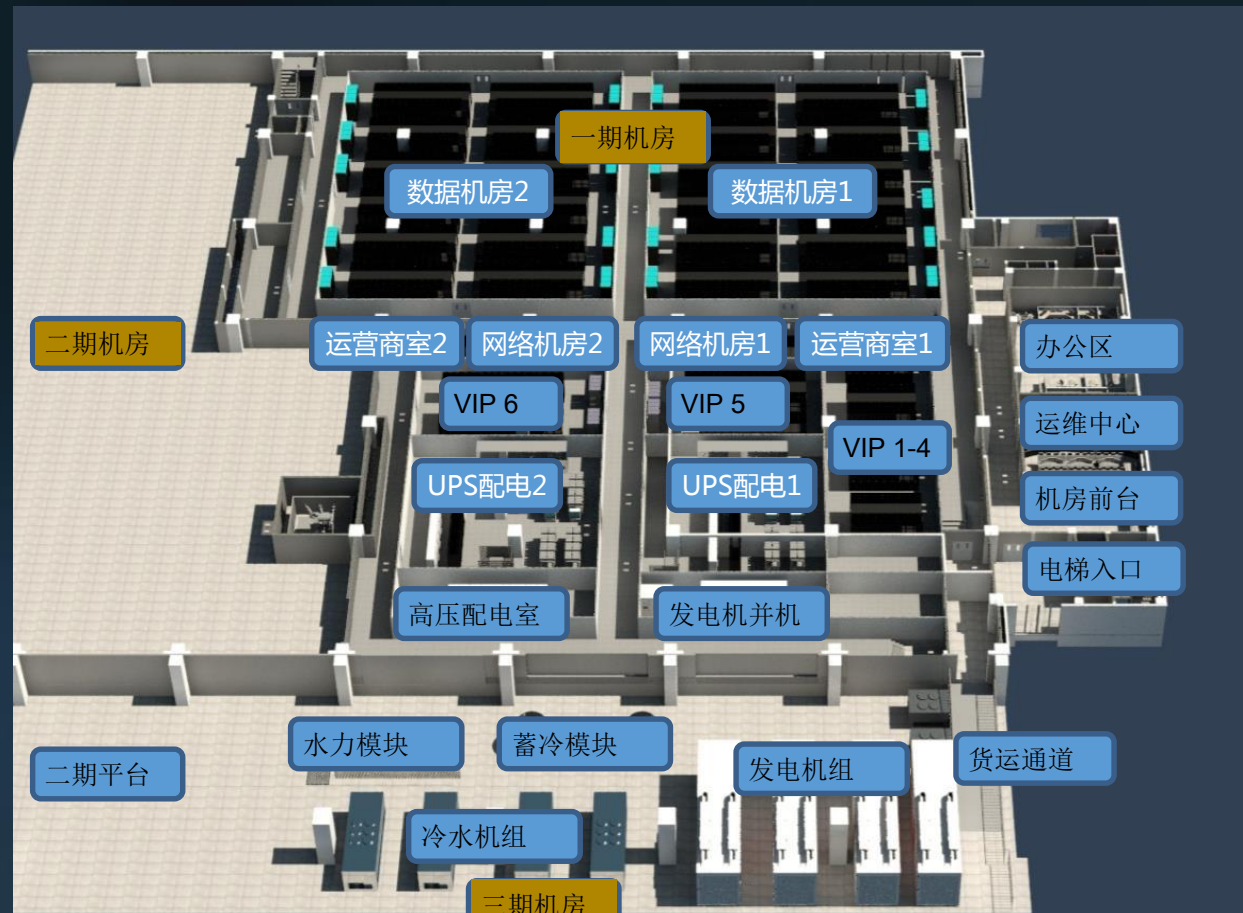 一期机房
数据机房2
数据机房1
二期机房
运营商室2
网络机房2
网络机房1
运营商室1
办公区
VIP 6
VIP 5
运维中心
VIP 1-4
UPS配电2
UPS配电1
机房前台
电梯入口
高压配电室
发电机并机
水力模块
蓄冷模块
货运通道
二期平台
发电机组
冷水机组
三期机房